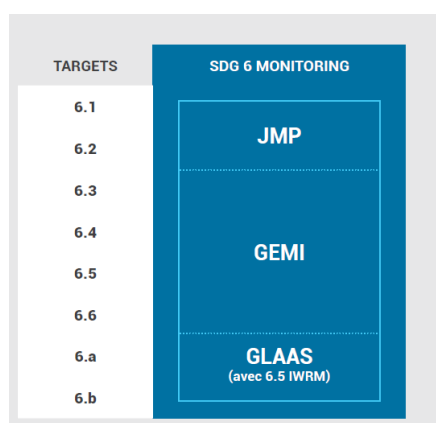 TARGETS SDG 6 MONITORING
6.1
JMP
6.2
6.3
6.4
GEMI
6.5
6.6
6.a GLAAS
(avec 6.5 IWRM)
6.b